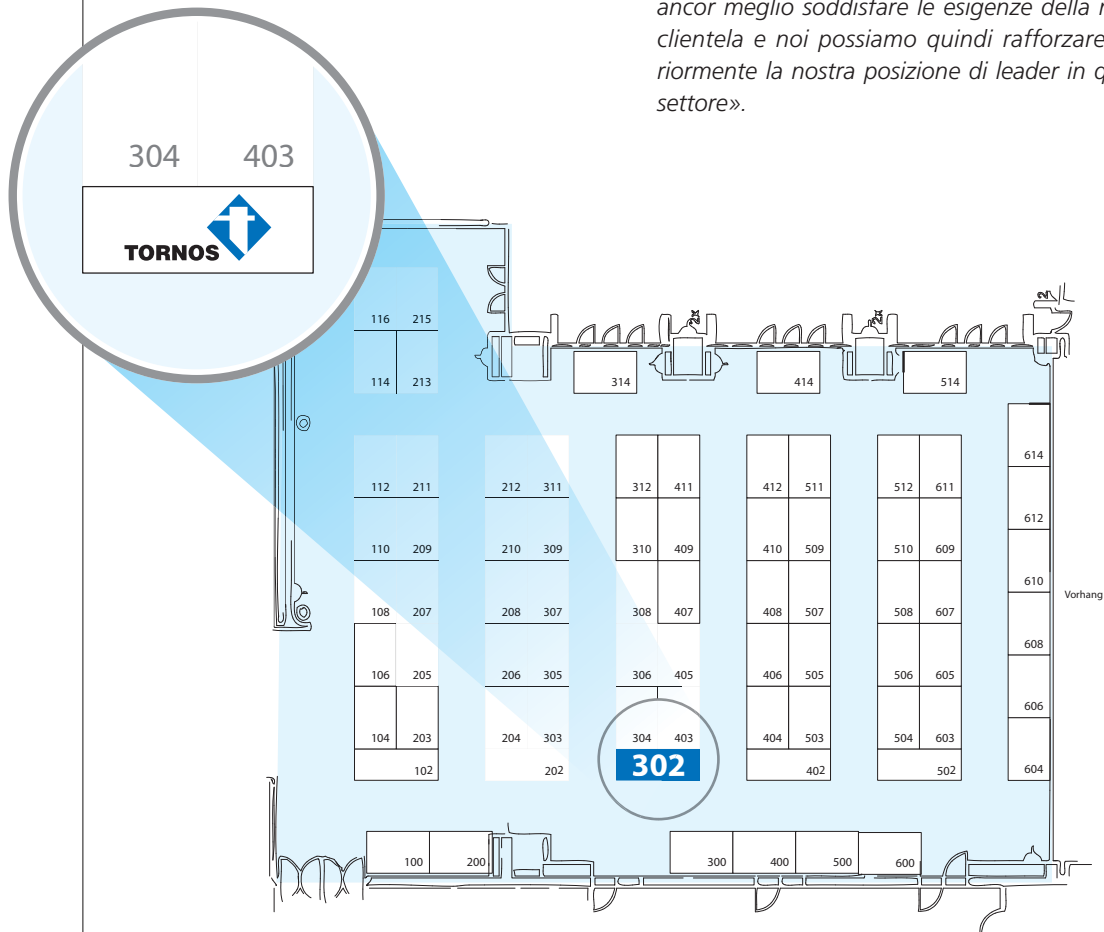 ancor meglio soddisfare le esigenze della
clientela e noi possiamo quindi rafforzare
riormente la nostra posizione di leader in
settore».
304 403
TORNOS
116 215
2x 2x 2
114 213 314 414 514
614
112 211 212 311 312 411 412 511 512 611
612
110 209 210 309 310 409 410 509 510 609
610
Vorhang
108 207 208 307 308 407 408 507 508 607
608
106 205 206 305 306 405 406 505 506 605
606
104 203 204 303 304 403 404 503 504 603
102 202 302 402 502 604
100 200 300 400 500 600